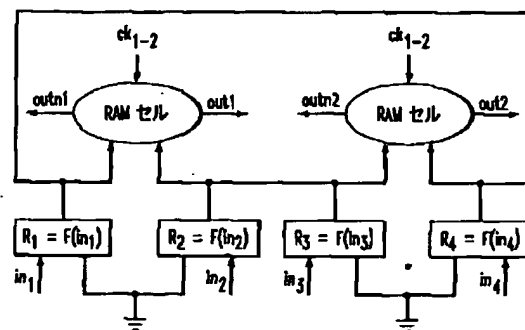 ck1-2
ck1-2
outn1
RAM セル
out1
outn2
RAM セル
out2
R1 = F(in1)
R2 = F(in2)
R3 = F(in3)
R4 = F(in4)
in1
in2
in3
in4